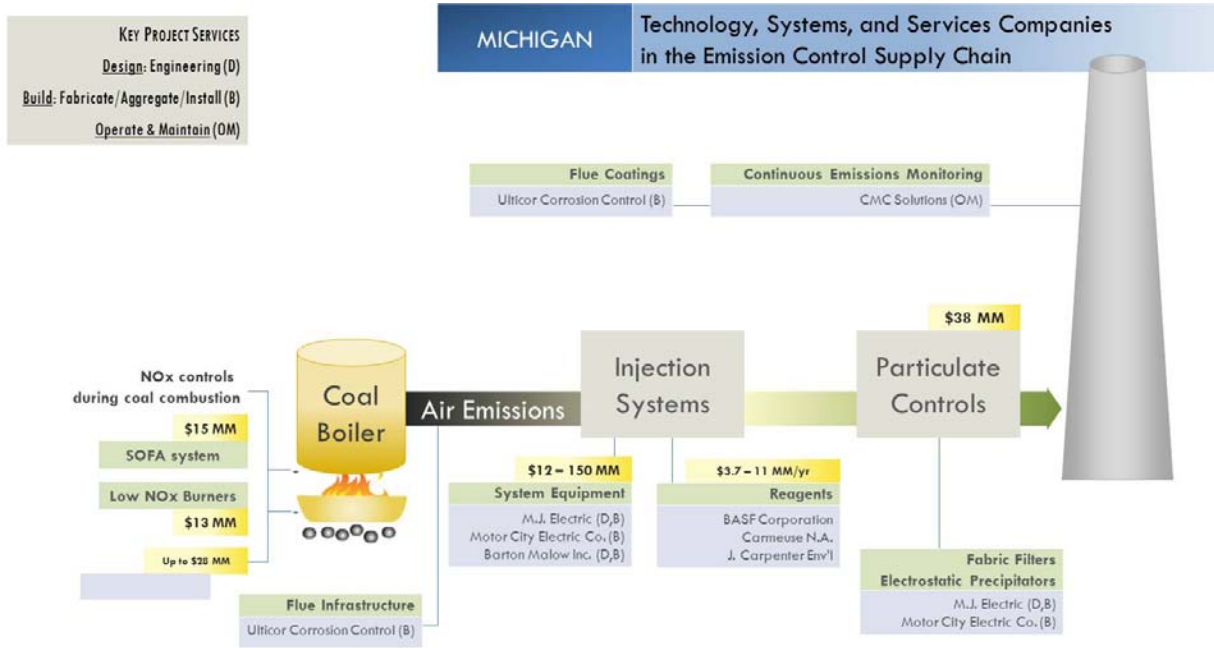 KEY PROJECT SERVICES
Design: Engineering (D)
Build: Fabricate/Aggregate/Install (B)
Operate & Maintain (OM)
MICHIGAN
Technology, Systems, and Services Companies
in the Emission Control Supply Chain
Flue Coatings
Ulticor Corrosion Control (B)
Continuous Emissions Monitoring
CMC Solutions (OM)
$38 MM
NOx controls
during coal combustion
$15 MM
SOFA system
Low NOx Burners
$13 MM
Up to $28 MM
Coal
Boiler
Air Emissions
Injection
Systems
Particulate
Controls
$12 – 150 MM
System Equipment
M.J. Electric (D,B)
Motor City Electric Co. (B)
Barton Malow Inc. (D,B)
$3.7 – 11 MM/yr
Reagents
BASF Corporation
Carmeuse N.A.
J. Carpenter Env'l
Flue Infrastructure
Ulticor Corrosion Control (B)
Fabric Filters
Electrostatic Precipitators
M.J. Electric (D,B)
Motor City Electric Co. (B)